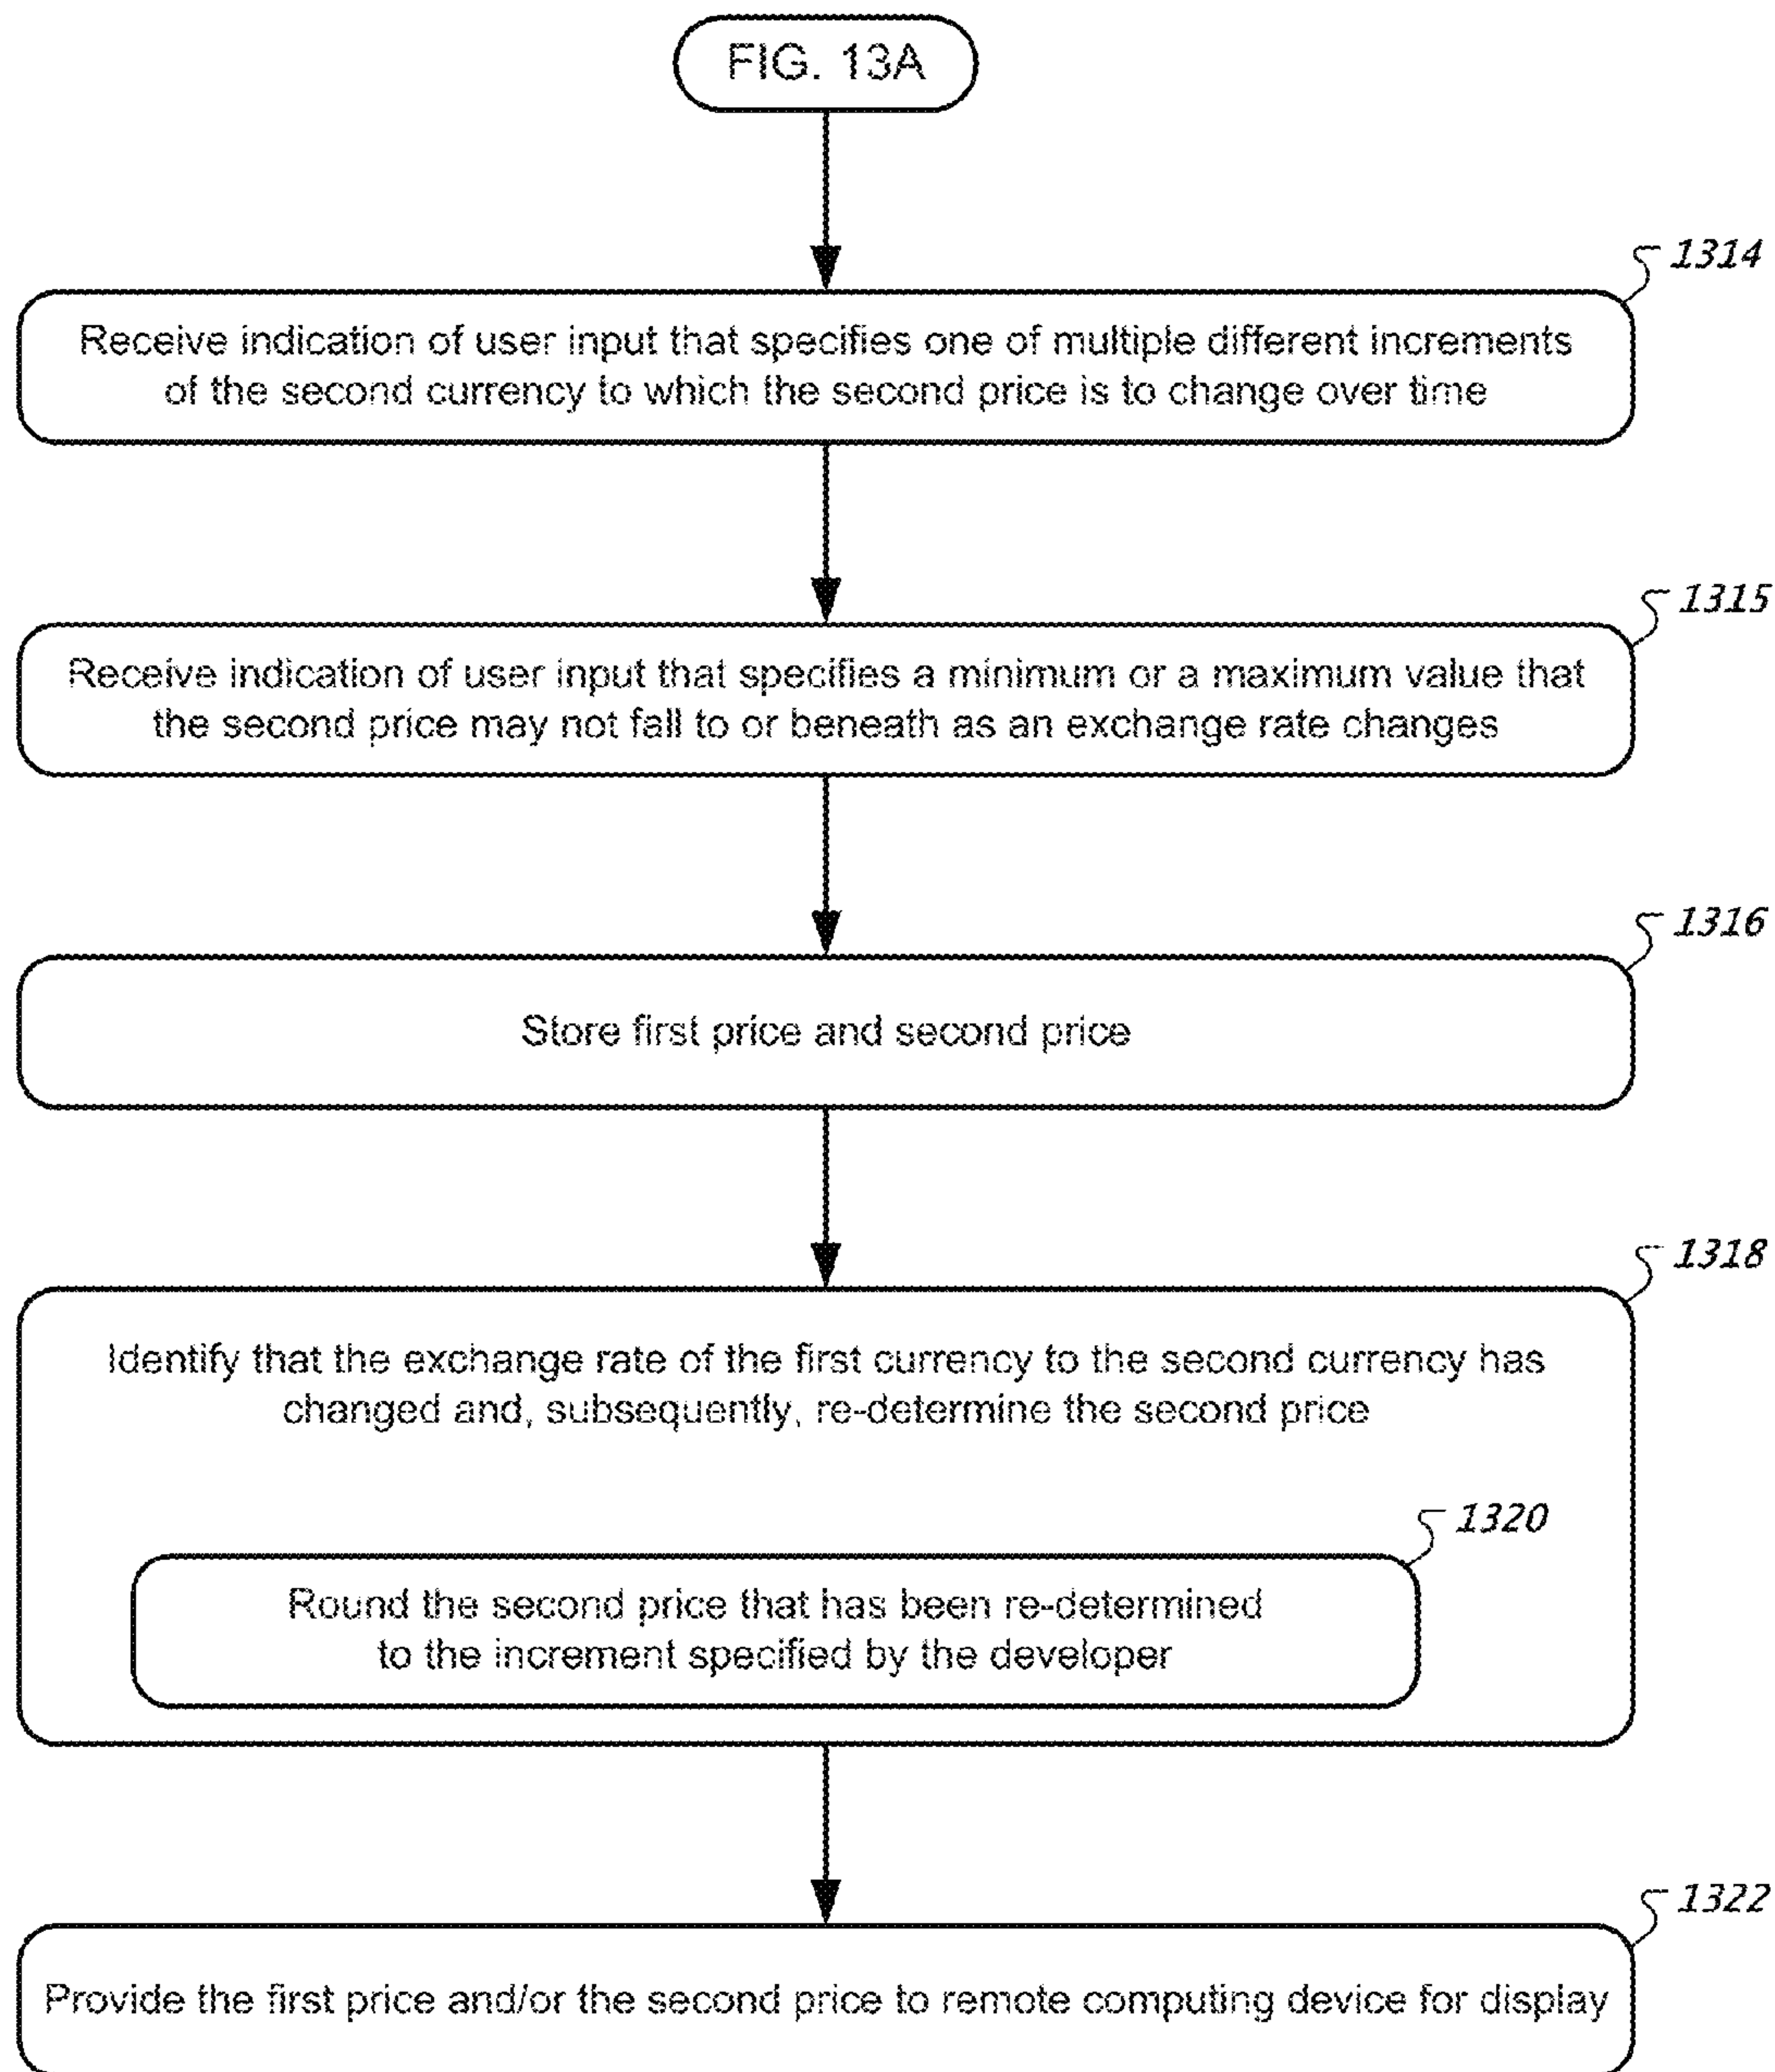 FIG. 13A
1314
Receive indication of user input that specifies one of multiple different increments
of the second currency to which the second price is to change over time
1315
Receive indication of user input that specifies a minimum or a maximum value that
the second price may not fall to or beneath as an exchange rate changes
1316
Store first price and second price
1318
Identify that the exchange rate of the first currency to the second currency has
changed and, subsequently, re-determine the second price
1320
Round the second price that has been re-determined
to the increment specified by the developer
1322
Provide the first price and/or the second price to remote computing device for display